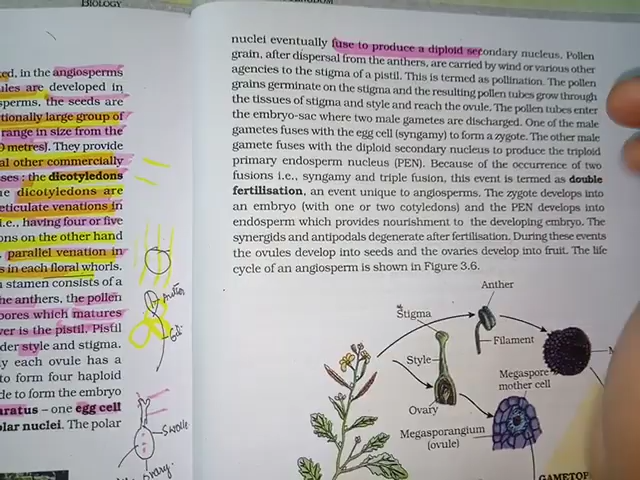 BIOLOGY
KINGDOM
ed, in the angiosperms
ules are developed in
sperms, the seeds are
tionally large group of
range in size from the
0 metres). They provide
al other commercially
ses : the dicotyledons
e dicotyledons are
eticulate venations in
i.e., having four or five
ons on the other hand
parallel venation in
s in each floral whorls.
stamen consists of a
he anthers, the pollen
pores which matures
ver is the pistil. Pistil
der style and stigma.
y each ovule has a
to form four haploid
de to form the embryo
aratus – one egg cell
olar nuclei. The polar
nuclei eventually fuse to produce a diploid secondary nucleus. Pollen
grain, after dispersal from the anthers, are carried by wind or various other
agencies to the stigma of a pistil. This is termed as pollination. The pollen
grains germinate on the stigma and the resulting pollen tubes grow through
the tissues of stigma and style and reach the ovule. The pollen tubes enter
the embryo-sac where two male gametes are discharged. One of the male
gametes fuses with the egg cell (syngamy) to form a zygote. The other male
gamete fuses with the diploid secondary nucleus to produce the triploid
primary endosperm nucleus (PEN). Because of the occurrence of two
fusions i.e., syngamy and triple fusion, this event is termed as double
fertilisation, an event unique to angiosperms. The zygote develops into
an embryo (with one or two cotyledons) and the PEN develops into
endosperm which provides nourishment to the developing embryo. The
synergids and antipodals degenerate after fertilisation. During these events
the ovules develop into seeds and the ovaries develop into fruit. The life
cycle of an angiosperm is shown in Figure 3.6.
Anther
Stigma
Filament
Style
Megaspore
mother cell
Ovary
Megasporangium
(ovule)
GAMETOP
ovary.